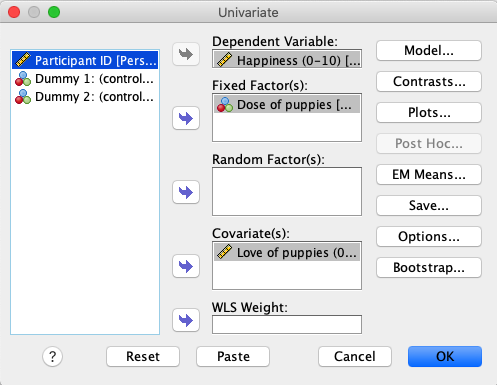 Univariate
Participant ID [Pers...
Dummy 1: (control...
Dummy 2: (control...
Dependent Variable:
Happiness (0–10) [...
Fixed Factor(s):
Dose of puppies [...
Random Factor(s):
Covariate(s):
Love of puppies (0...
WLS Weight:
Model...
Contrasts...
Plots...
Post Hoc...
EM Means...
Save...
Options...
Bootstrap...
?
Reset
Paste
Cancel
OK